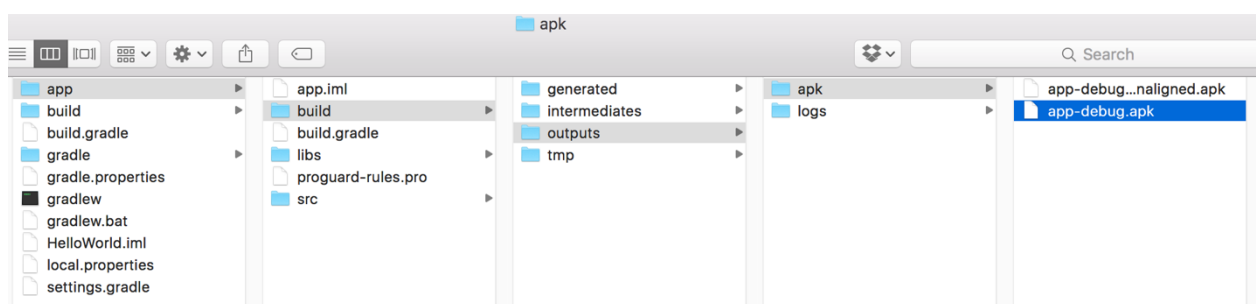 apk
Search
app
build
build.gradle
gradle
gradle.properties
gradlew
gradlew.bat
HelloWorld.iml
local.properties
settings.gradle
app.iml
build
build.gradle
libs
proguard-rules.pro
src
generated
intermediates
outputs
tmp
apk
logs
app-debug...naligned.apk
app-debug.apk